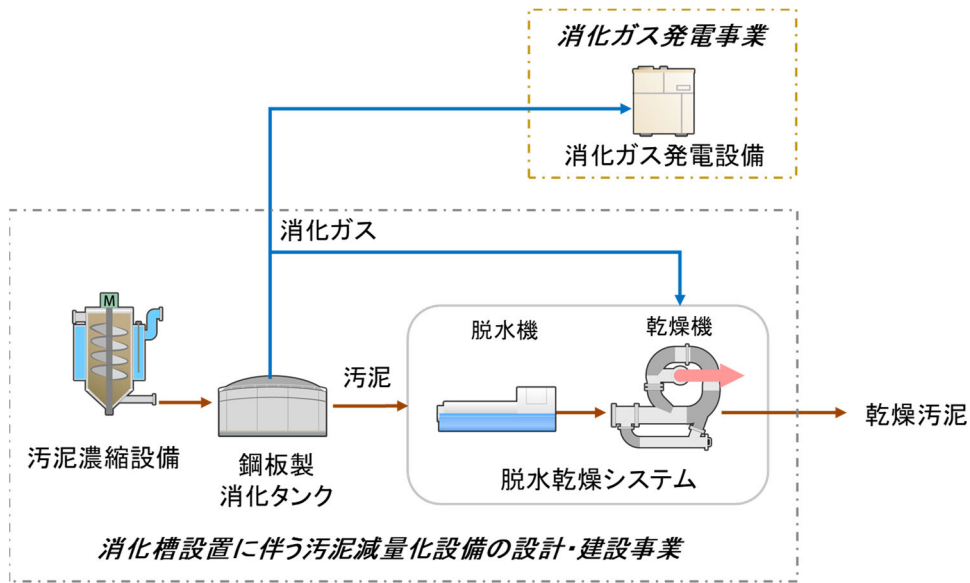 消化ガス発電事業
消化ガス発電設備
消化ガス
M
脱水機
乾燥機
汚泥
乾燥汚泥
汚泥濃縮設備
鋼板製
消化タンク
脱水乾燥システム
消化槽設置に伴う汚泥減量化設備の設計・建設事業